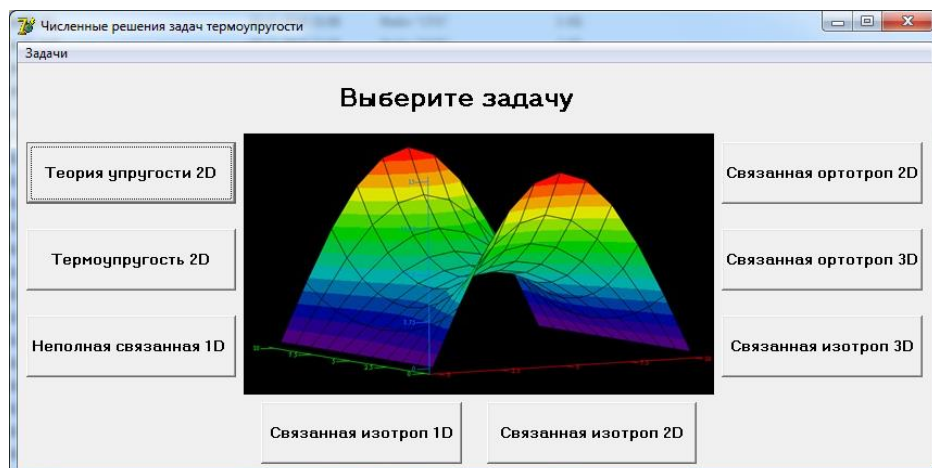 Численные решения задач термоупругости
Задачи
Выберите задачу
Теория упругости 2D
Связанная ортотроп 2D
Термоупругость 2D
Связанная ортотроп 3D
Неполная связанная 1D
Связанная изотроп 3D
Связанная изотроп 1D
Связанная изотроп 2D